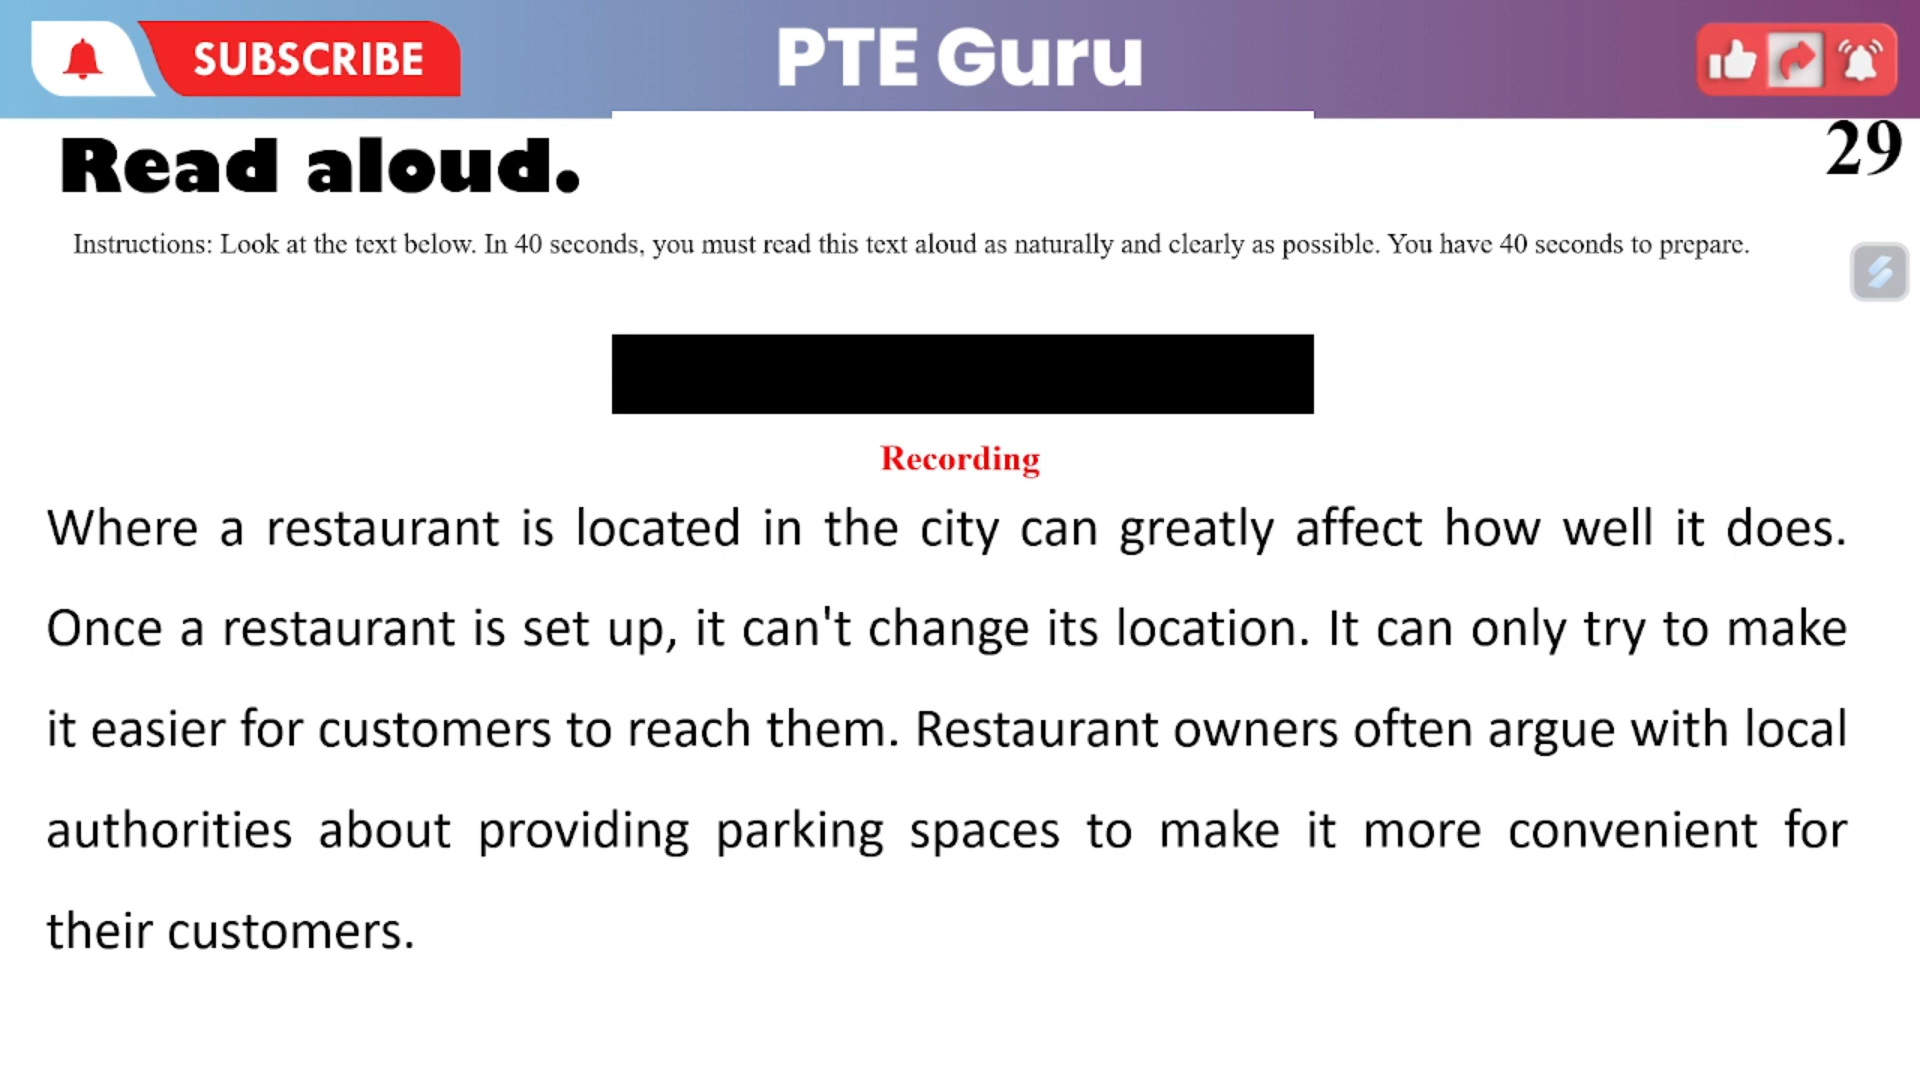 SUBSCRIBE
PTE Guru
Read aloud.
29
Instructions: Look at the text below. In 40 seconds, you must read this text aloud as naturally and clearly as possible. You have 40 seconds to prepare.
Recording
Where a restaurant is located in the city can greatly affect how well it does.
Once a restaurant is set up, it can't change its location. It can only try to make
it easier for customers to reach them. Restaurant owners often argue with local
authorities about providing parking spaces to make it more convenient for
their customers.